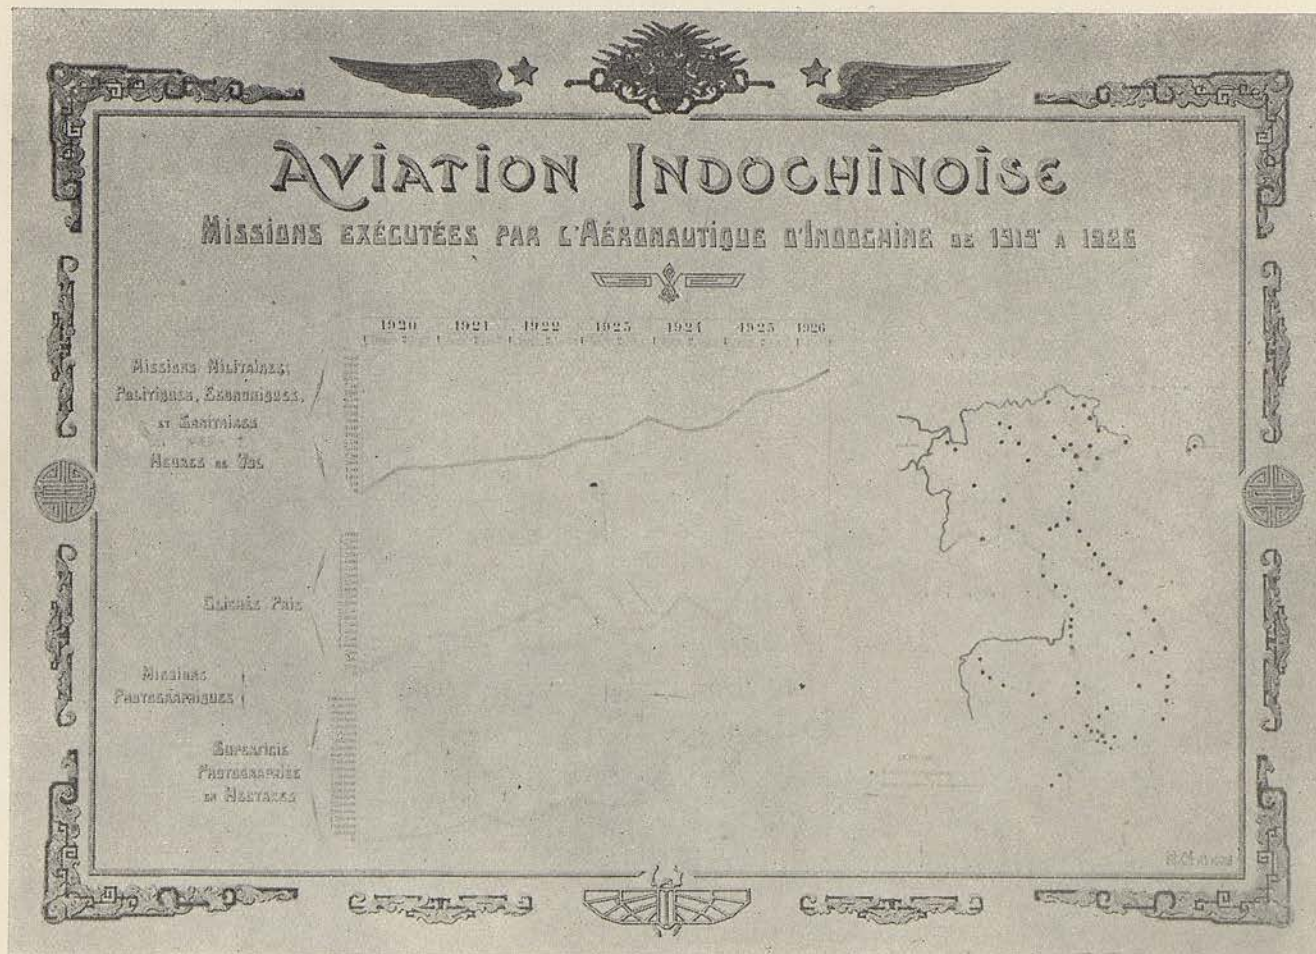 AVIATION INDOCHINOISE
MISSIONS EXÉCUTÉES PAR L'AÉRONAUTIQUE D'INDOCHINE DE 1919 A 1926
1920 1921 1922 1923 1924 1925 1926
MISSIONS MILITAIRES,
POLITIQUES, ECONOMIQUES,
ET SANITAIRES
HEURES DE VOL
CLICHÉS PRIS
MISSIONS
PHOTOGRAPHIQUES
SUPERFICIE
PHOTOGRAPHIÉE
EN HECTARES